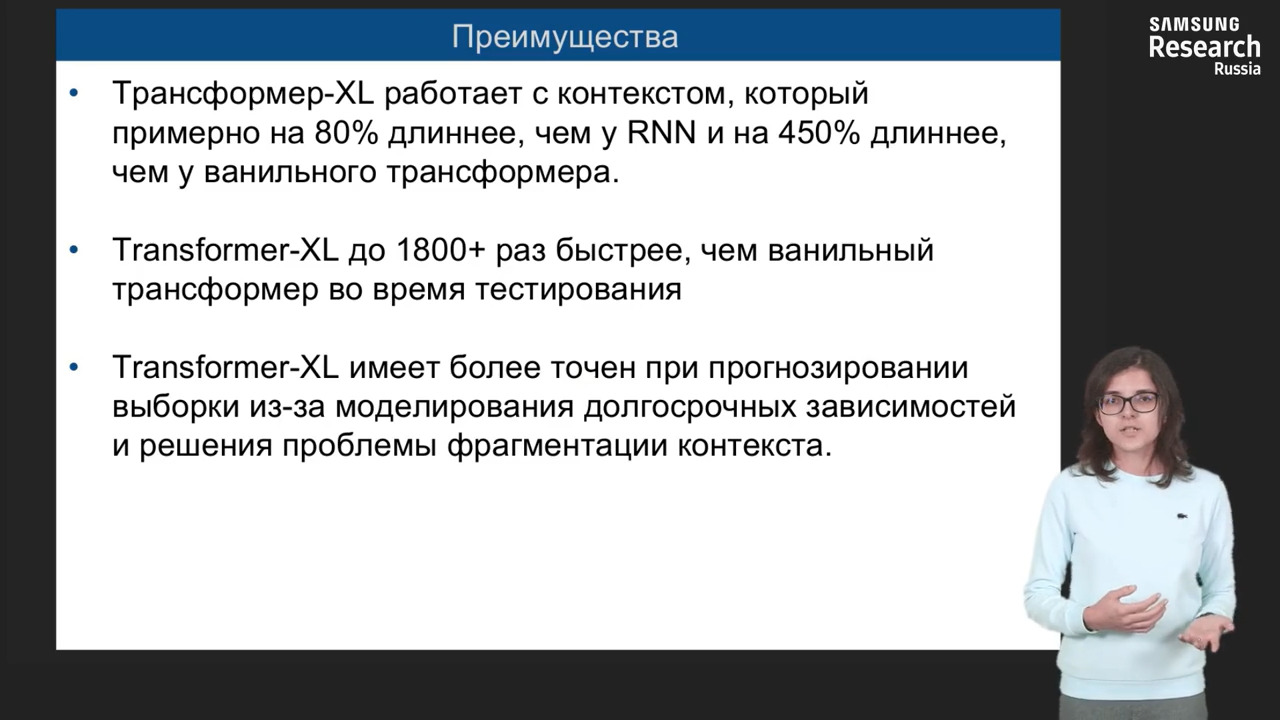 Преимущества
SAMSUNG
Research
Russia
• Трансформер-XL работает с контекстом, который
примерно на 80% длиннее, чем у RNN и на 450% длиннее,
чем у ванильного трансформера.
• Transformer-XL до 1800+ раз быстрее, чем ванильный
трансформер во время тестирования
• Transformer-XL имеет более точен при прогнозировании
выборки из-за моделирования долгосрочных зависимостей
и решения проблемы фрагментации контекста.